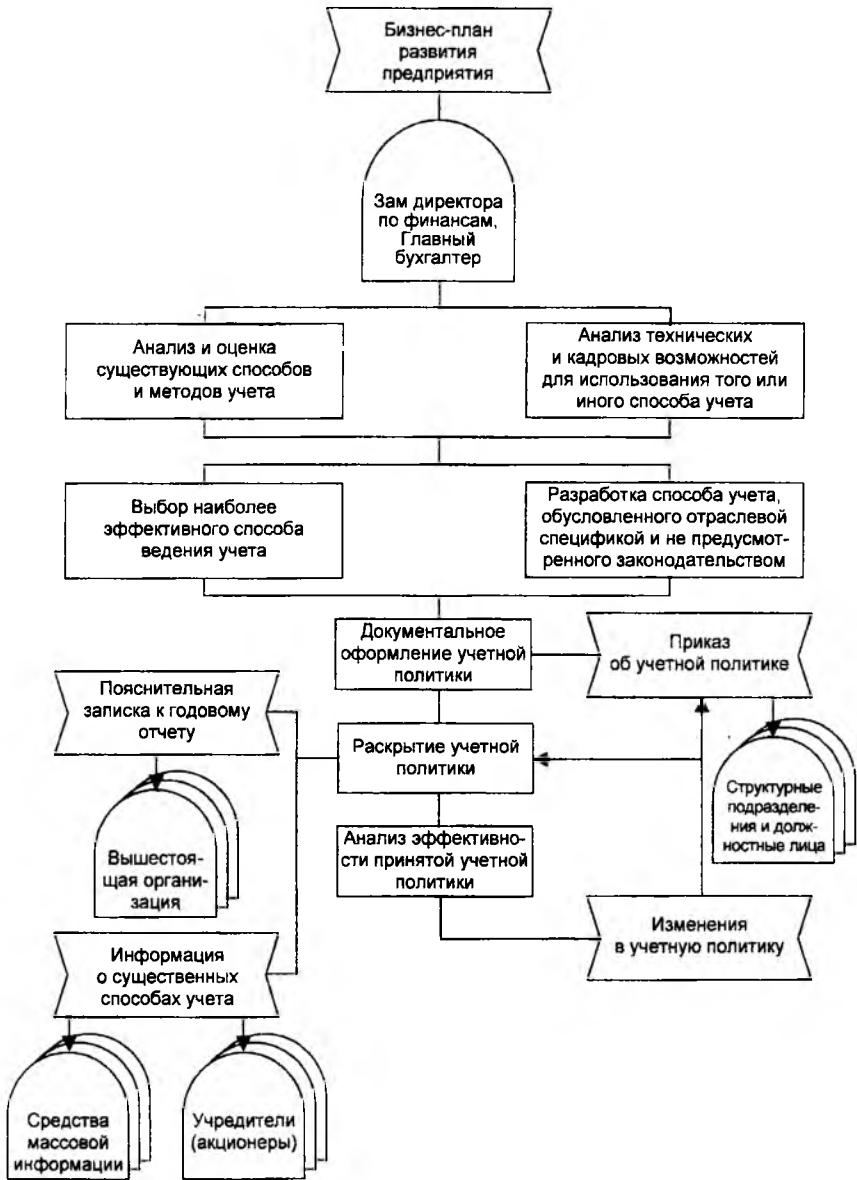 Бизнес-план
развития
предприятия
Зам директора
по финансам,
Главный
бухгалтер
Анализ и оценка
существующих способов
и методов учета
Анализ технических
и кадровых возможностей
для использования того или
иного способа учета
Выбор наиболее
эффективного способа
ведения учета
Разработка способа учета,
обусловленного отраслевой
спецификой и не предусмот-
ренного законодательством
Документальное
оформление учетной
политики
Приказ
об учетной политике
Пояснительная
записка к годовому
отчету
Раскрытие учетной
политики
Структурные
подразделе-
ния и долж-
ностные лица
Вышестоя-
щая органи-
зация
Анализ эффективно-
сти принятой учетной
политики
Изменения
в учетную политику
Информация
о существенных
способах учета
Средства
массовой
информации
Учредители
(акционеры)